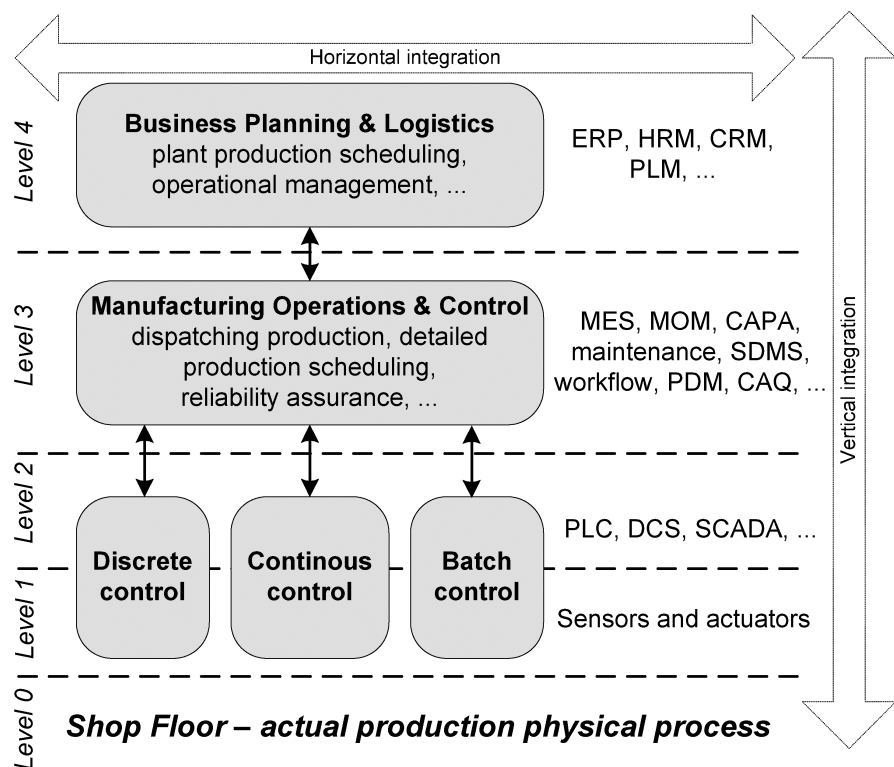 Horizontal integration
Level 4
Business Planning & Logistics
plant production scheduling,
operational management, ...
ERP, HRM, CRM,
PLM, ...
Level 3
Manufacturing Operations & Control
dispatching production, detailed
production scheduling,
reliability assurance, ...
MES, MOM, CAPA,
maintenance, SDMS,
workflow, PDM, CAQ, ...
Vertical integration
Level 2
PLC, DCS, SCADA, ...
Discrete
control
Continous
control
Batch
control
Level 1
Sensors and actuators
Level 0
Shop Floor – actual production physical process